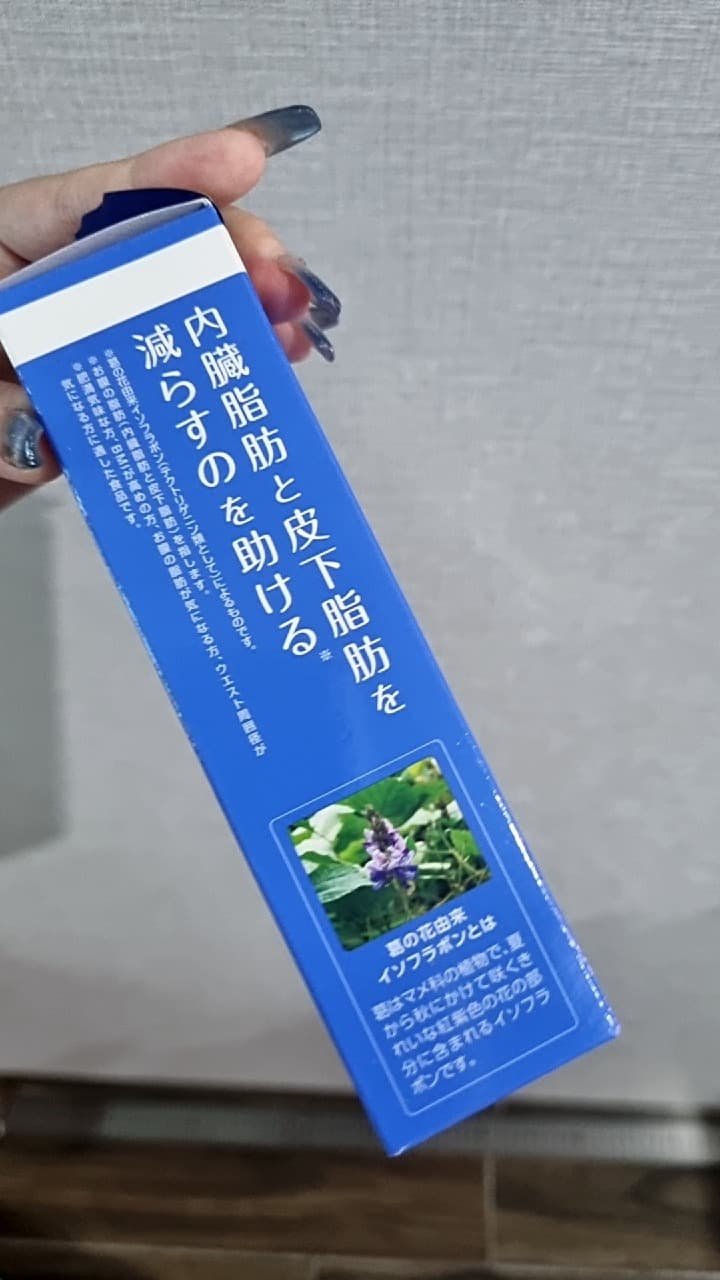 内臓脂肪と皮下脂肪を
減らすのを助ける※
※葛の花由来イソフラボン(テクトリゲニン類として)によるものです。
※お腹の脂肪(内臓脂肪と皮下脂肪)を指します。
※肥満気味な方、BMIが高めの方、お腹の脂肪が気になる方、ウエスト周囲径が
気になる方に適した食品です。
葛の花由来
イソフラボンとは
葛はマメ科の植物で、夏
から秋にかけて咲くき
れいな紅紫色の花の部
分に含まれるイソフラ
ボンです。